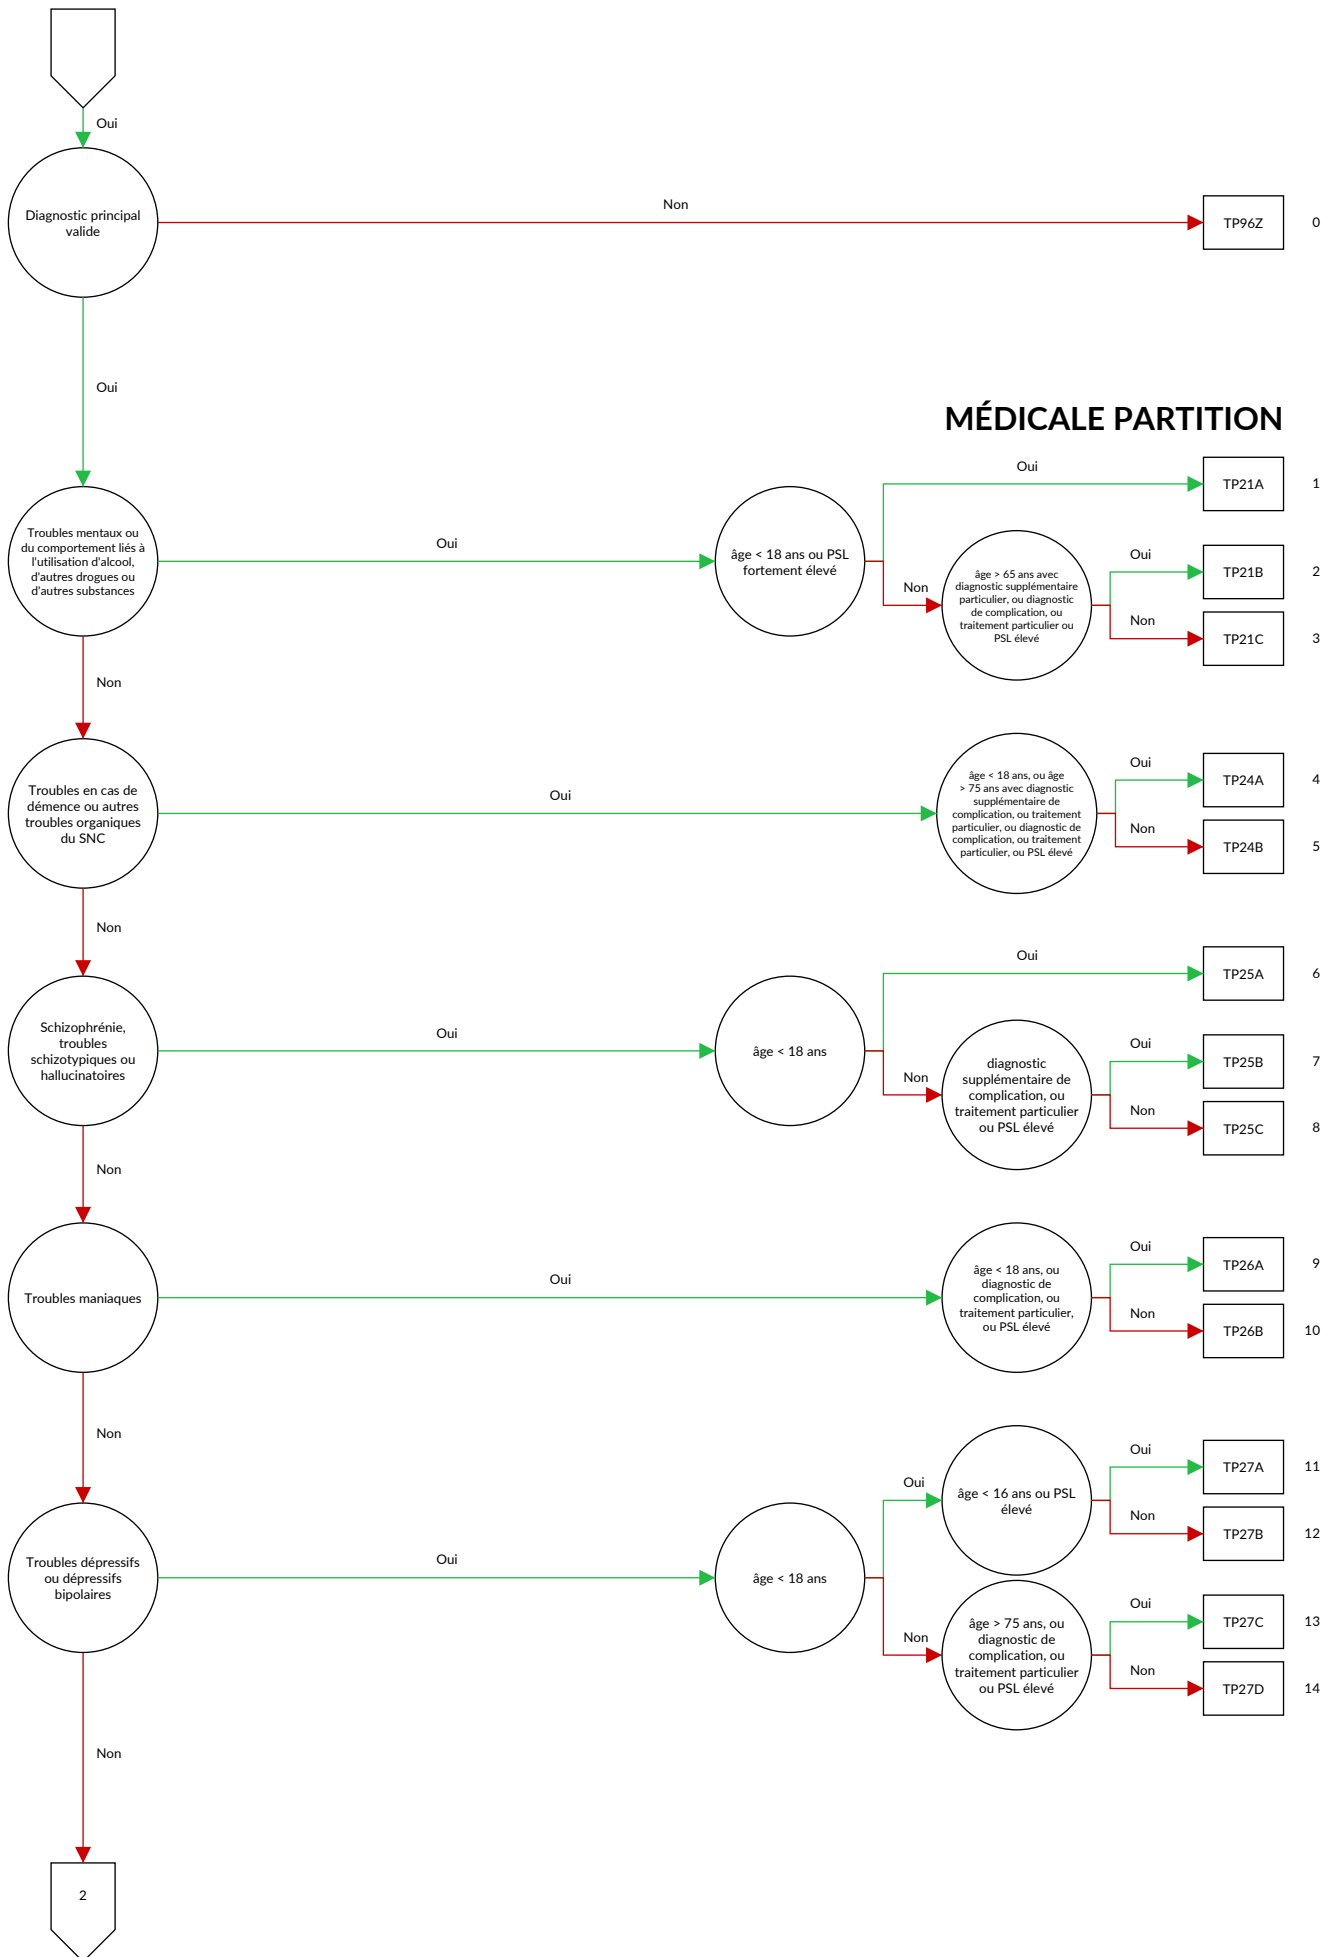 Oui
Diagnostic principal
valide
Non
TP96Z
0
Oui
MÉDICALE PARTITION
Troubles mentaux ou
du comportement liés à
l'utilisation d'alcool,
d'autres drogues ou
d'autres substances
Oui
âge < 18 ans ou PSL
fortement élevé
Oui
TP21A
1
Non
âge > 65 ans avec
diagnostic supplémentaire
particulier, ou diagnostic
de complication, ou
traitement particulier ou
PSL élevé
Oui
TP21B
2
Non
TP21C
3
Non
Troubles en cas de
démence ou autres
troubles organiques
du SNC
Oui
âge < 18 ans, ou âge
> 75 ans avec diagnostic
supplémentaire de
complication, ou traitement
particulier, ou diagnostic de
complication, ou traitement
particulier, ou PSL élevé
Oui
TP24A
4
Non
TP24B
5
Non
Schizophrénie,
troubles
schizotypiques ou
hallucinatoires
Oui
âge < 18 ans
Oui
TP25A
6
Non
diagnostic
supplémentaire de
complication, ou
traitement particulier
ou PSL élevé
Oui
TP25B
7
Non
TP25C
8
Non
Troubles maniaques
Oui
âge < 18 ans, ou
diagnostic de
complication, ou
traitement particulier,
ou PSL élevé
Oui
TP26A
9
Non
TP26B
10
Non
Troubles dépressifs
ou dépressifs
bipolaires
Oui
âge < 18 ans
Oui
âge < 16 ans ou PSL
élevé
Oui
TP27A
11
Non
TP27B
12
Non
âge > 75 ans, ou
diagnostic de
complication, ou
traitement particulier
ou PSL élevé
Oui
TP27C
13
Non
TP27D
14
Non
2